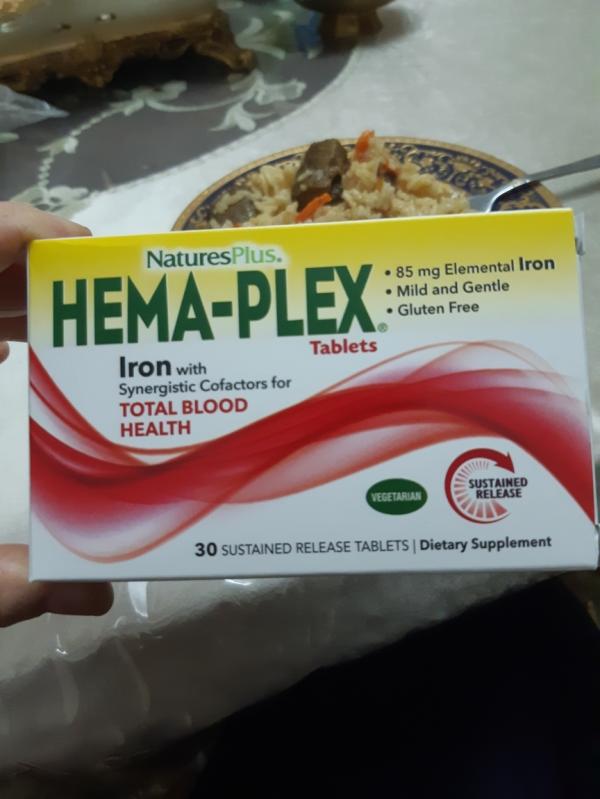 NaturesPlus.
HEMA-PLEX®
Tablets
• 85 mg Elemental Iron
• Mild and Gentle
• Gluten Free
Iron with
Synergistic Cofactors for
TOTAL BLOOD
HEALTH
VEGETARIAN
SUSTAINED
RELEASE
30 SUSTAINED RELEASE TABLETS | Dietary Supplement